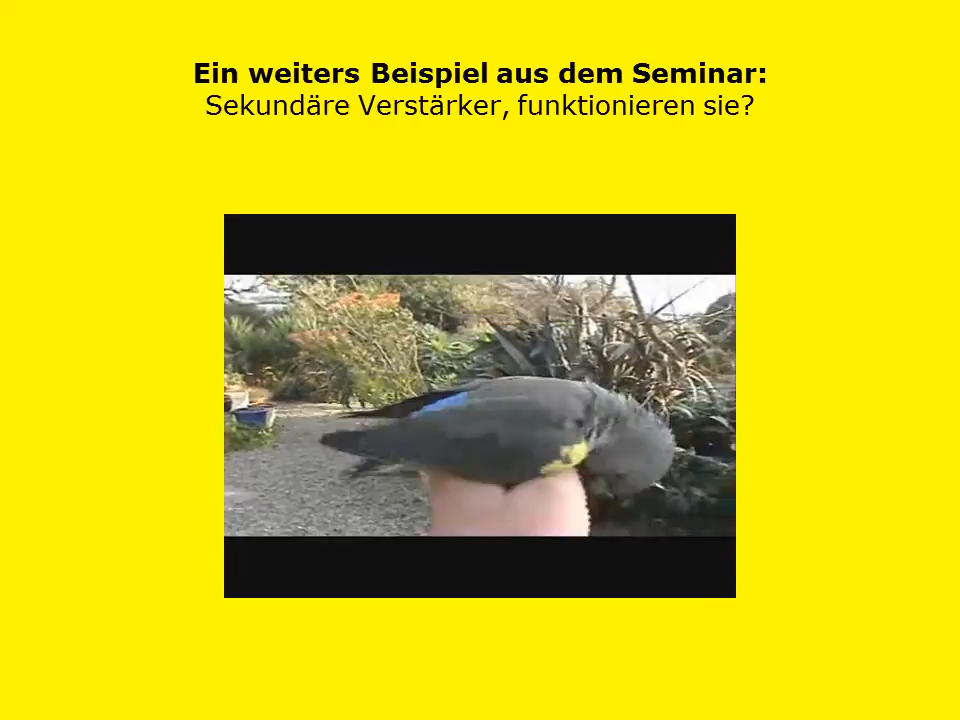 Ein weiters Beispiel aus dem Seminar:
Sekundäre Verstärker, funktionieren sie?